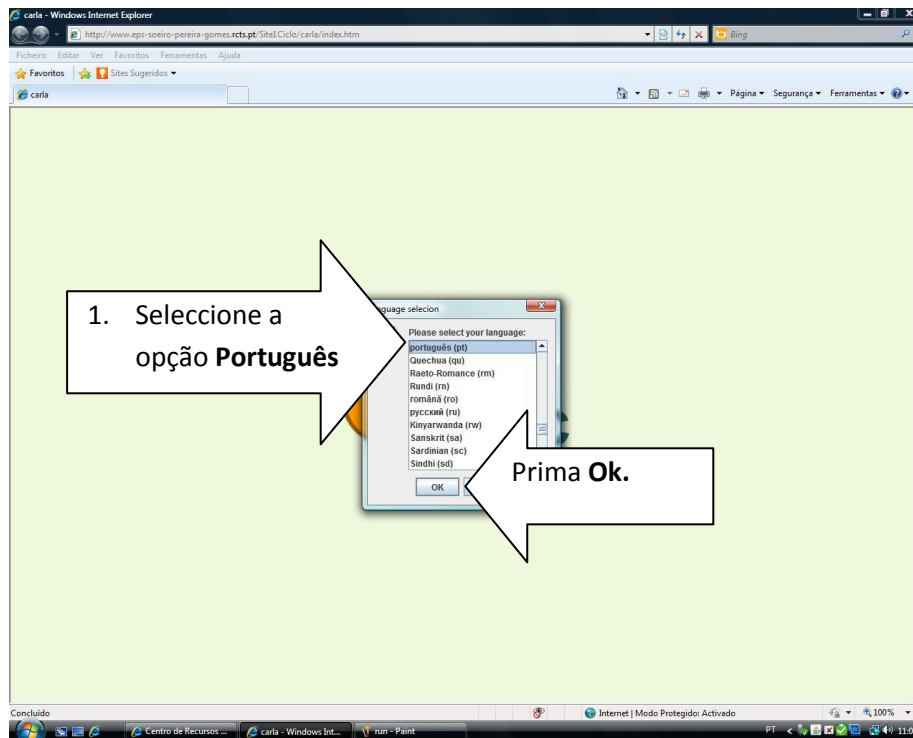 carla - Windows Internet Explorer
http://www.eps-soeiro-pereira-gomes.rcts.pt/Site1Ciclo/carla/index.htm
Bing
Ficheiro Editar Ver Favoritos Ferramentas Ajuda
Favoritos Sites Sugeridos
carla
Página Segurança Ferramentas
1. Seleccione a
opção Português
guage selecion
Please select your language:
português (pt)
Quechua (qu)
Raeto-Romance (rm)
Rundi (rn)
română (ro)
русский (ru)
Kinyarwanda (rw)
Sanskrit (sa)
Sardinian (sc)
Sindhi (sd)
OK
Prima Ok.
Concluído
Internet | Modo Protegido: Activado
100%
Centro de Recursos ...
carla - Windows Int...
run - Paint
PT